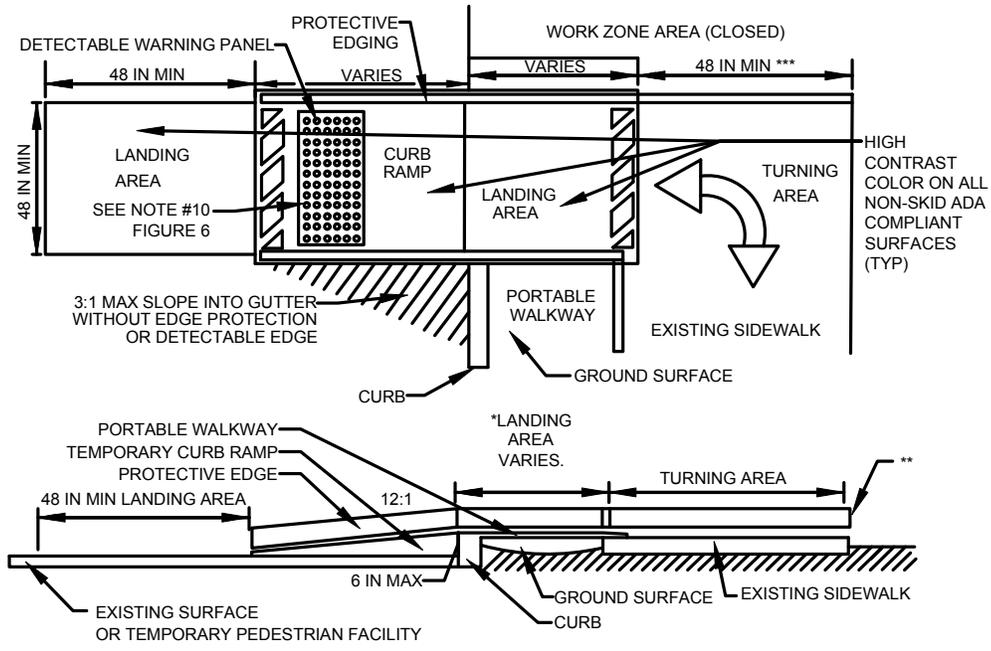 PROTECTIVE
EDGING
WORK ZONE AREA (CLOSED)
DETECTABLE WARNING PANEL
48 IN MIN
VARIES
VARIES
48 IN MIN ***
48 IN MIN
LANDING
AREA
CURB
RAMP
LANDING
AREA
TURNING
AREA
HIGH
CONTRAST
COLOR ON ALL
NON-SKID ADA
COMPLIANT
SURFACES
(TYP)
SEE NOTE #10
FIGURE 6
3:1 MAX SLOPE INTO GUTTER
WITHOUT EDGE PROTECTION
OR DETECTABLE EDGE
PORTABLE
WALKWAY
EXISTING SIDEWALK
GROUND SURFACE
CURB
*LANDING
AREA
VARIES.
PORTABLE WALKWAY
TEMPORARY CURB RAMP
PROTECTIVE EDGE
48 IN MIN LANDING AREA
12:1
TURNING AREA
**
6 IN MAX
GROUND SURFACE
EXISTING SIDEWALK
CURB
EXISTING SURFACE
OR TEMPORARY PEDESTRIAN FACILITY